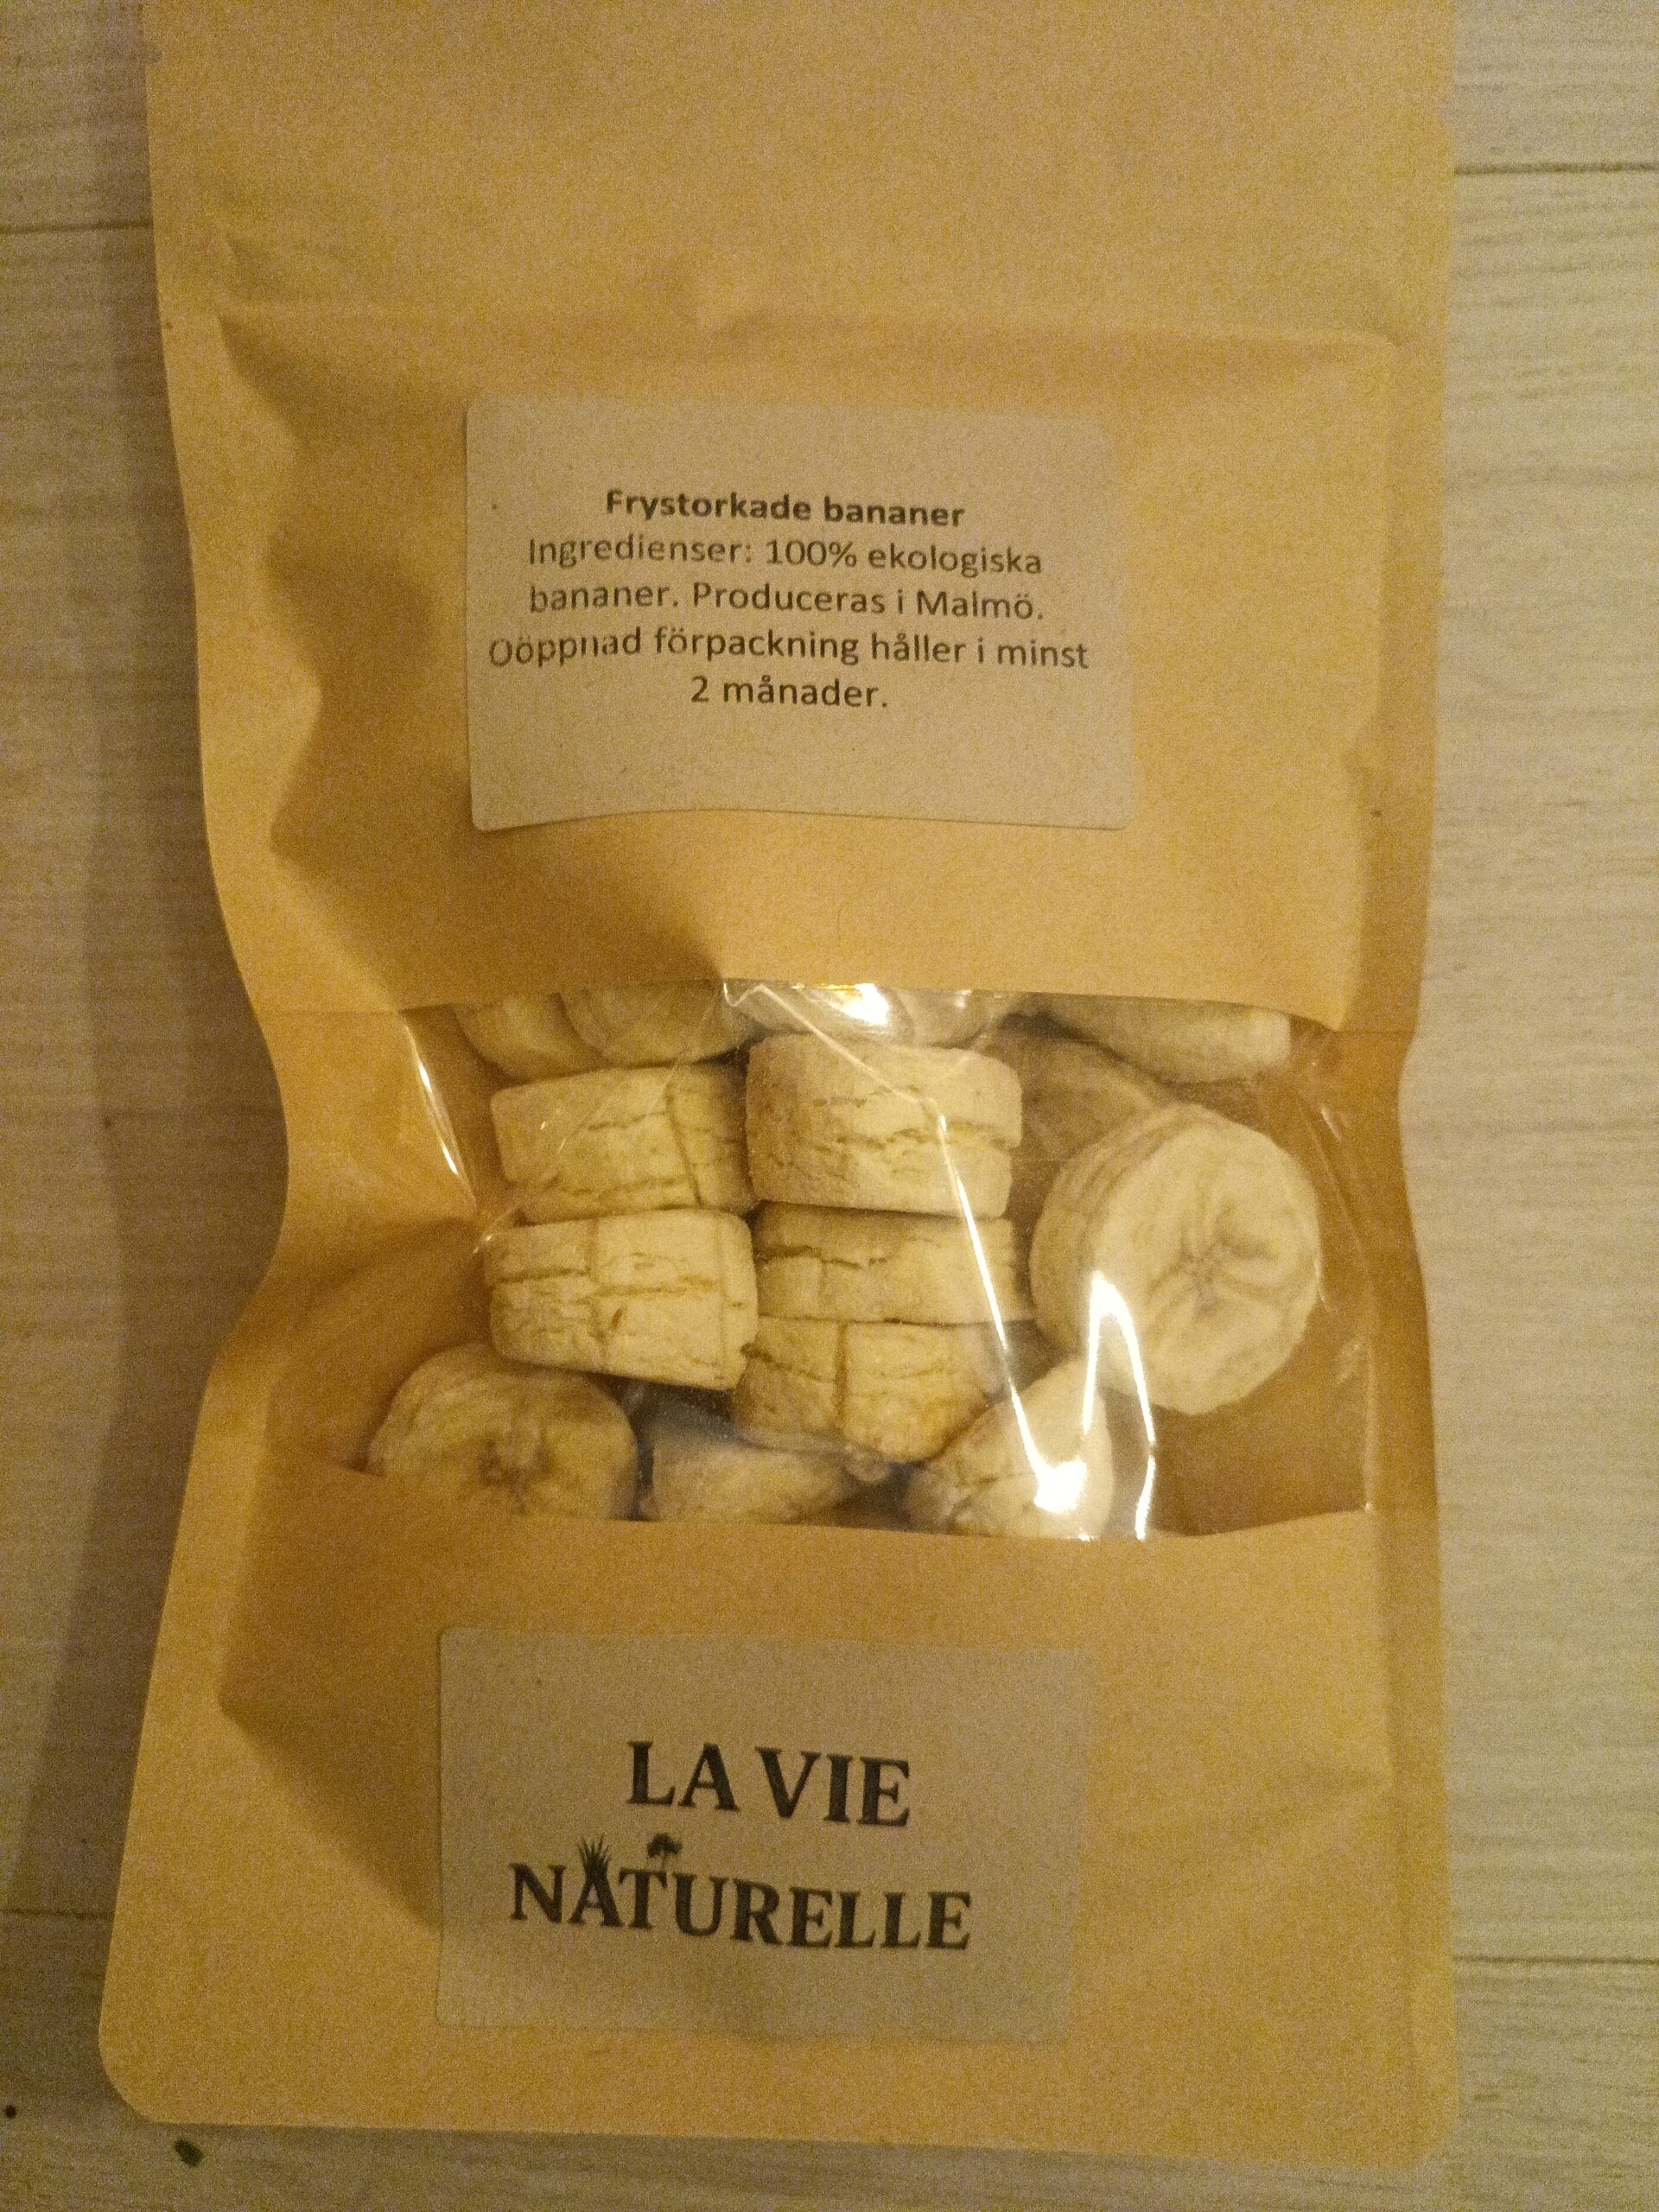 Frystorkade bananer
Ingredienser: 100% ekologiska
bananer. Produceras i Malmö.
Oöppnad förpackning håller i minst
2 månader.
LA VIE
NATURELLE